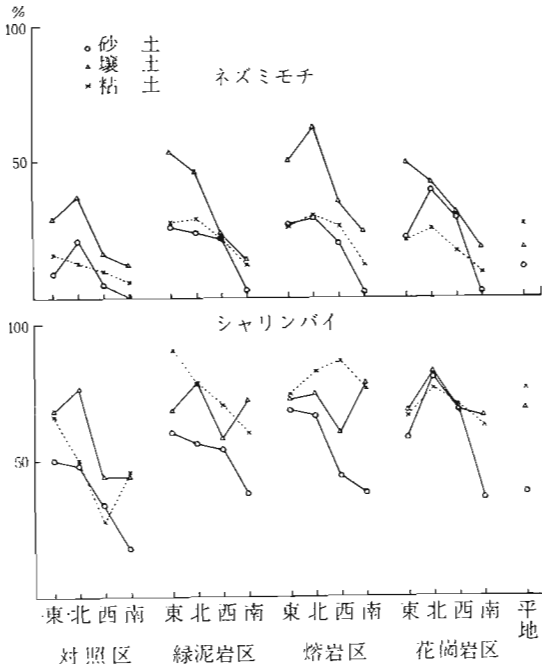 %
100
砂土
壌土
粘土
ネズミモチ
50
シャリンバイ
100
50
東 北 西 南 東 北 西 南 東 北 西 南 東 北 西 南 平地
対照区 緑泥岩区 熔岩区 花崗岩区